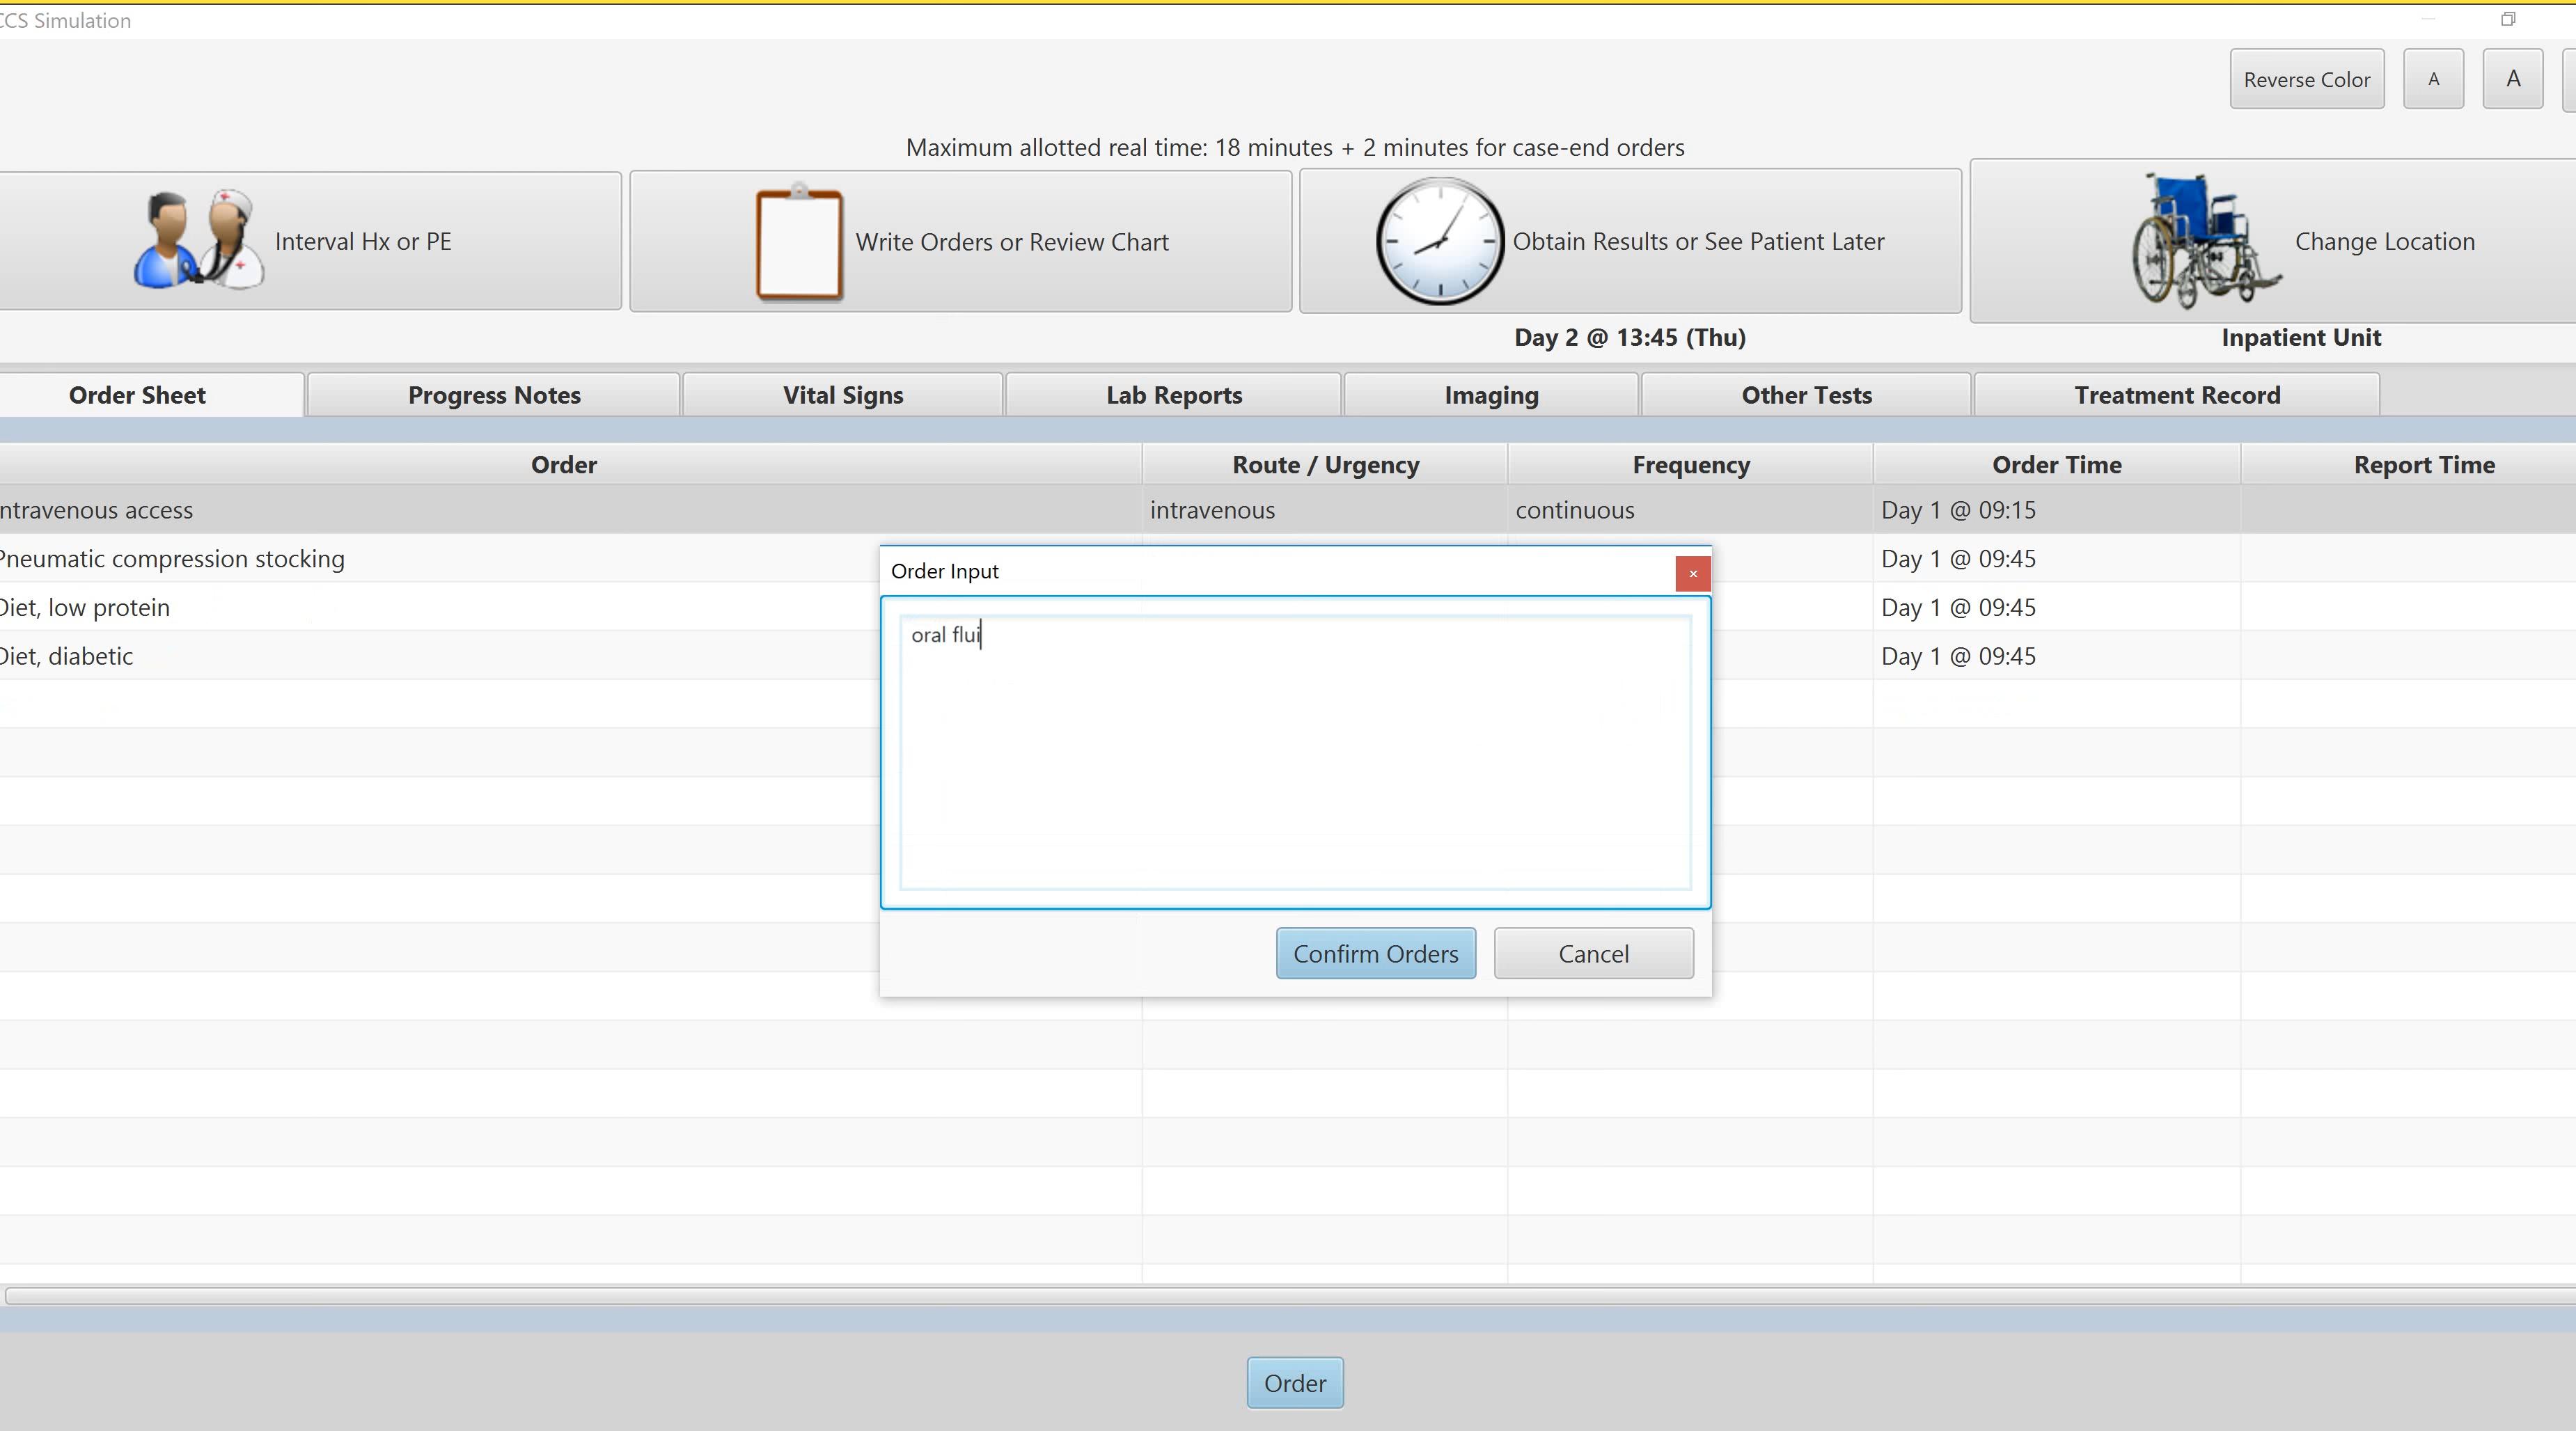 CCS Simulation
Reverse Color A A
Maximum allotted real time: 18 minutes + 2 minutes for case-end orders
Interval Hx or PE
Write Orders or Review Chart
Obtain Results or See Patient Later
Change Location
Day 2 @ 13:45 (Thu)
Inpatient Unit
Order Sheet Progress Notes Vital Signs Lab Reports Imaging Other Tests Treatment Record
Order Route / Urgency Frequency Order Time Report Time
ntravenous access intravenous continuous Day 1 @ 09:15
Pneumatic compression stocking Day 1 @ 09:45
Diet, low protein Day 1 @ 09:45
Diet, diabetic Day 1 @ 09:45
Order Input
oral flui
Confirm Orders Cancel
Order